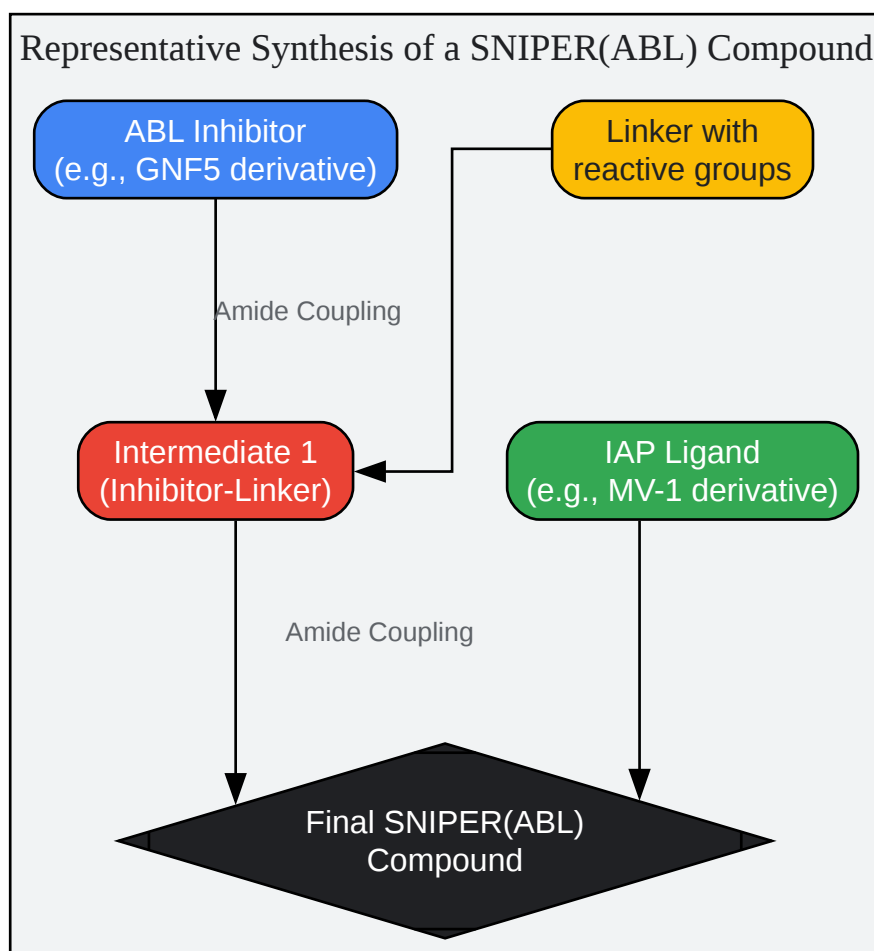 Representative Synthesis of a SNIPER(ABL) Compound
ABL Inhibitor
(e.g., GNF5 derivative)
Linker with
reactive groups
Amide Coupling
Intermediate 1
(Inhibitor-Linker)
IAP Ligand
(e.g., MV-1 derivative)
Amide Coupling
Final SNIPER(ABL)
Compound